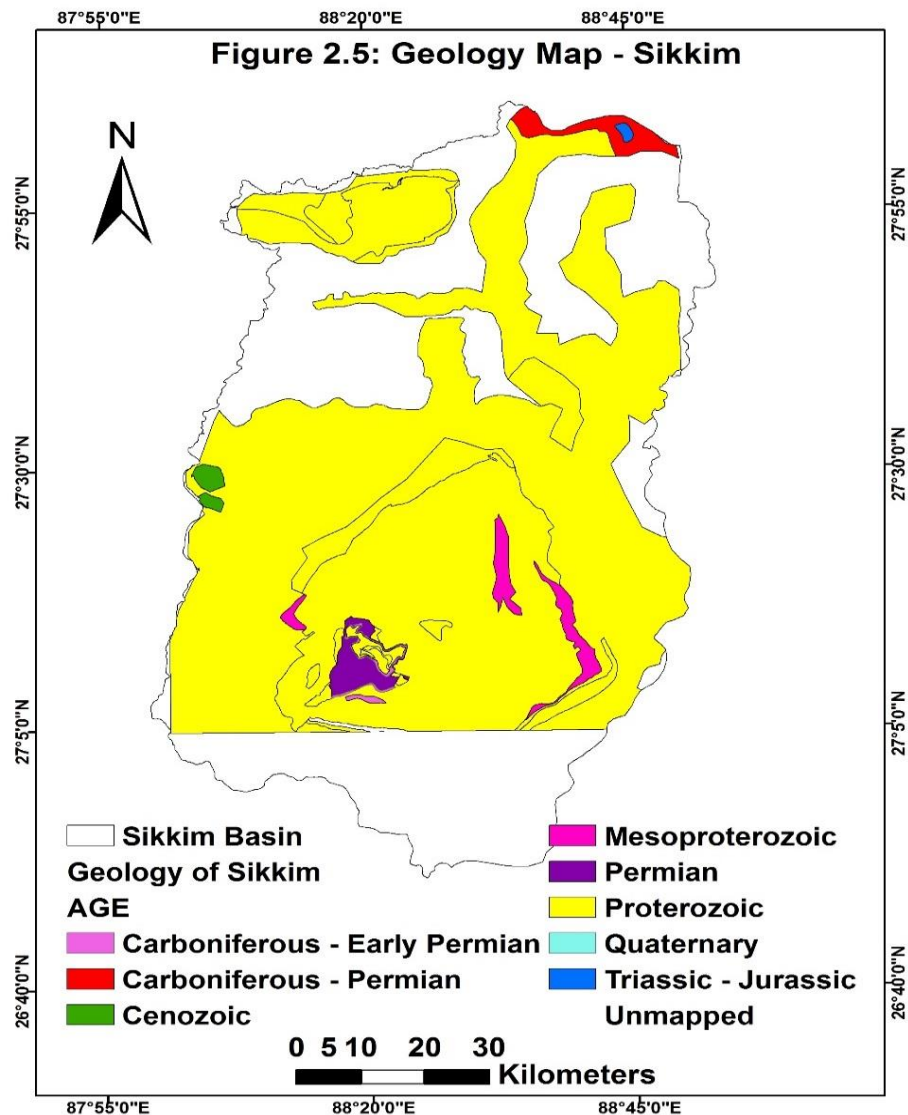 87°55'0"E 88°20'0"E 88°45'0"E
Figure 2.5: Geology Map - Sikkim
N
27°55'0"N 27°55'0"N
27°30'0"N 27°30'0"N
27°5'0"N 27°5'0"N
Sikkim Basin
Geology of Sikkim
AGE
Carboniferous - Early Permian
Carboniferous - Permian
Cenozoic
Mesoproterozoic
Permian
Proterozoic
Quaternary
Triassic - Jurassic
Unmapped
26°40'0"N 26°40'0"N
0 5 10 20 30
Kilometers
87°55'0"E 88°20'0"E 88°45'0"E